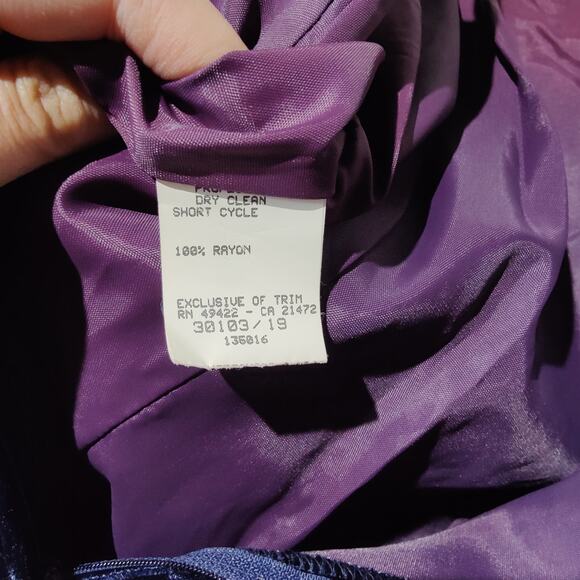 DRY CLEAN
SHORT CYCLE
100% RAYON
EXCLUSIVE OF TRIM
RN 49422 - CA 21472
30103/19
135016